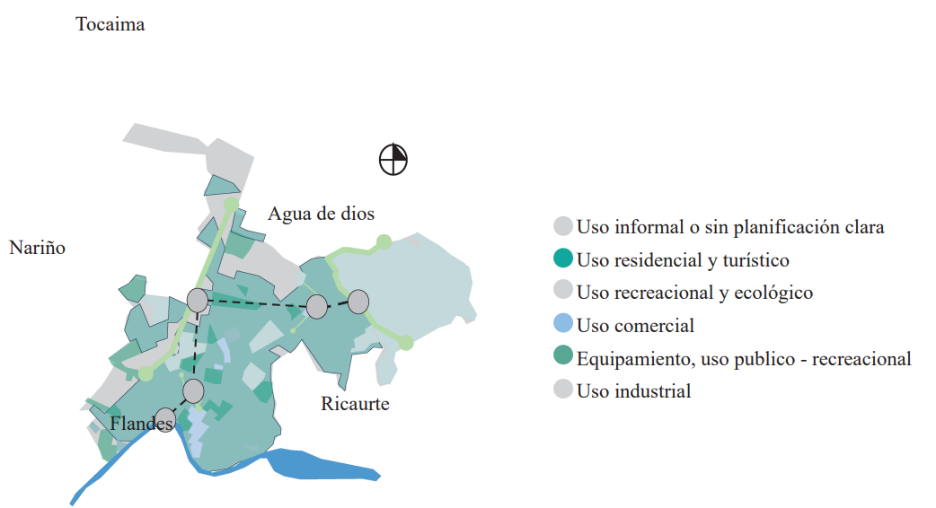 Tocaima
Agua de dios
Nariño
Ricaurte
Flandes
Uso informal o sin planificación clara
Uso residencial y turístico
Uso recreacional y ecológico
Uso comercial
Equipamiento, uso publico - recreacional
Uso industrial